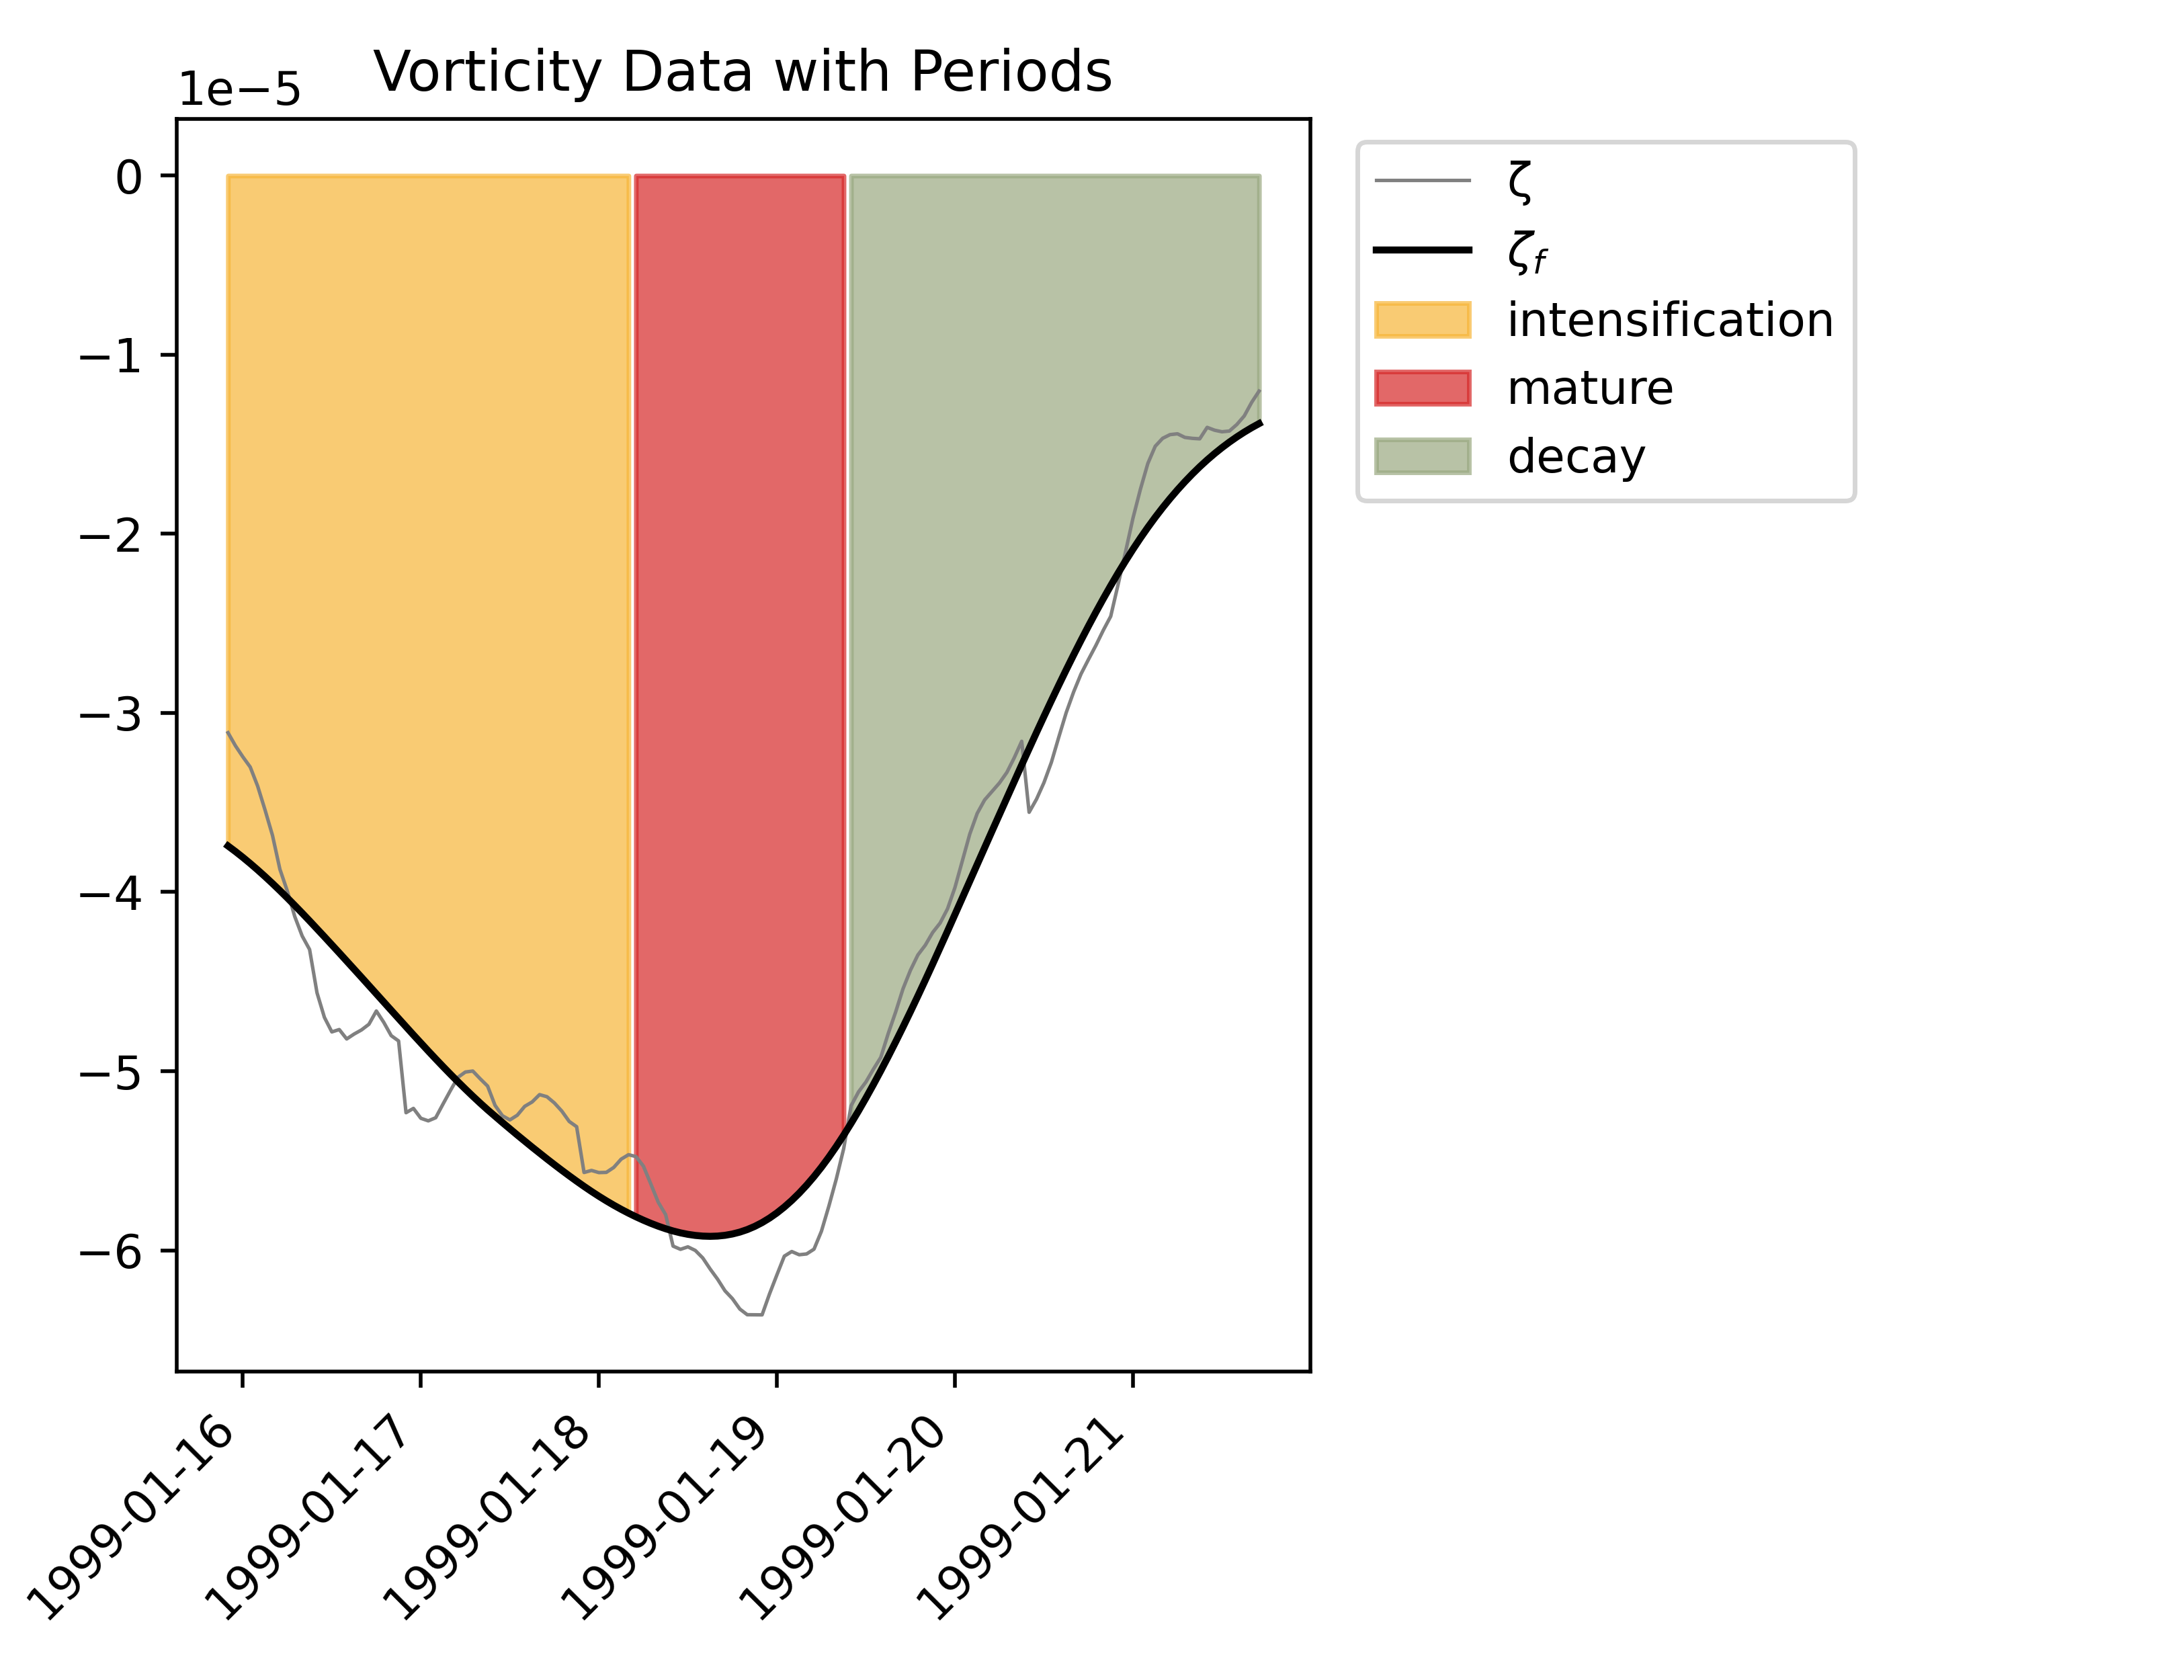 Vorticity Data with Periods
1e−5
0
−1
−2
−3
−4
−5
−6
1999-01-16
1999-01-17
1999-01-18
1999-01-19
1999-01-20
1999-01-21
ζ
ζf
intensification
mature
decay